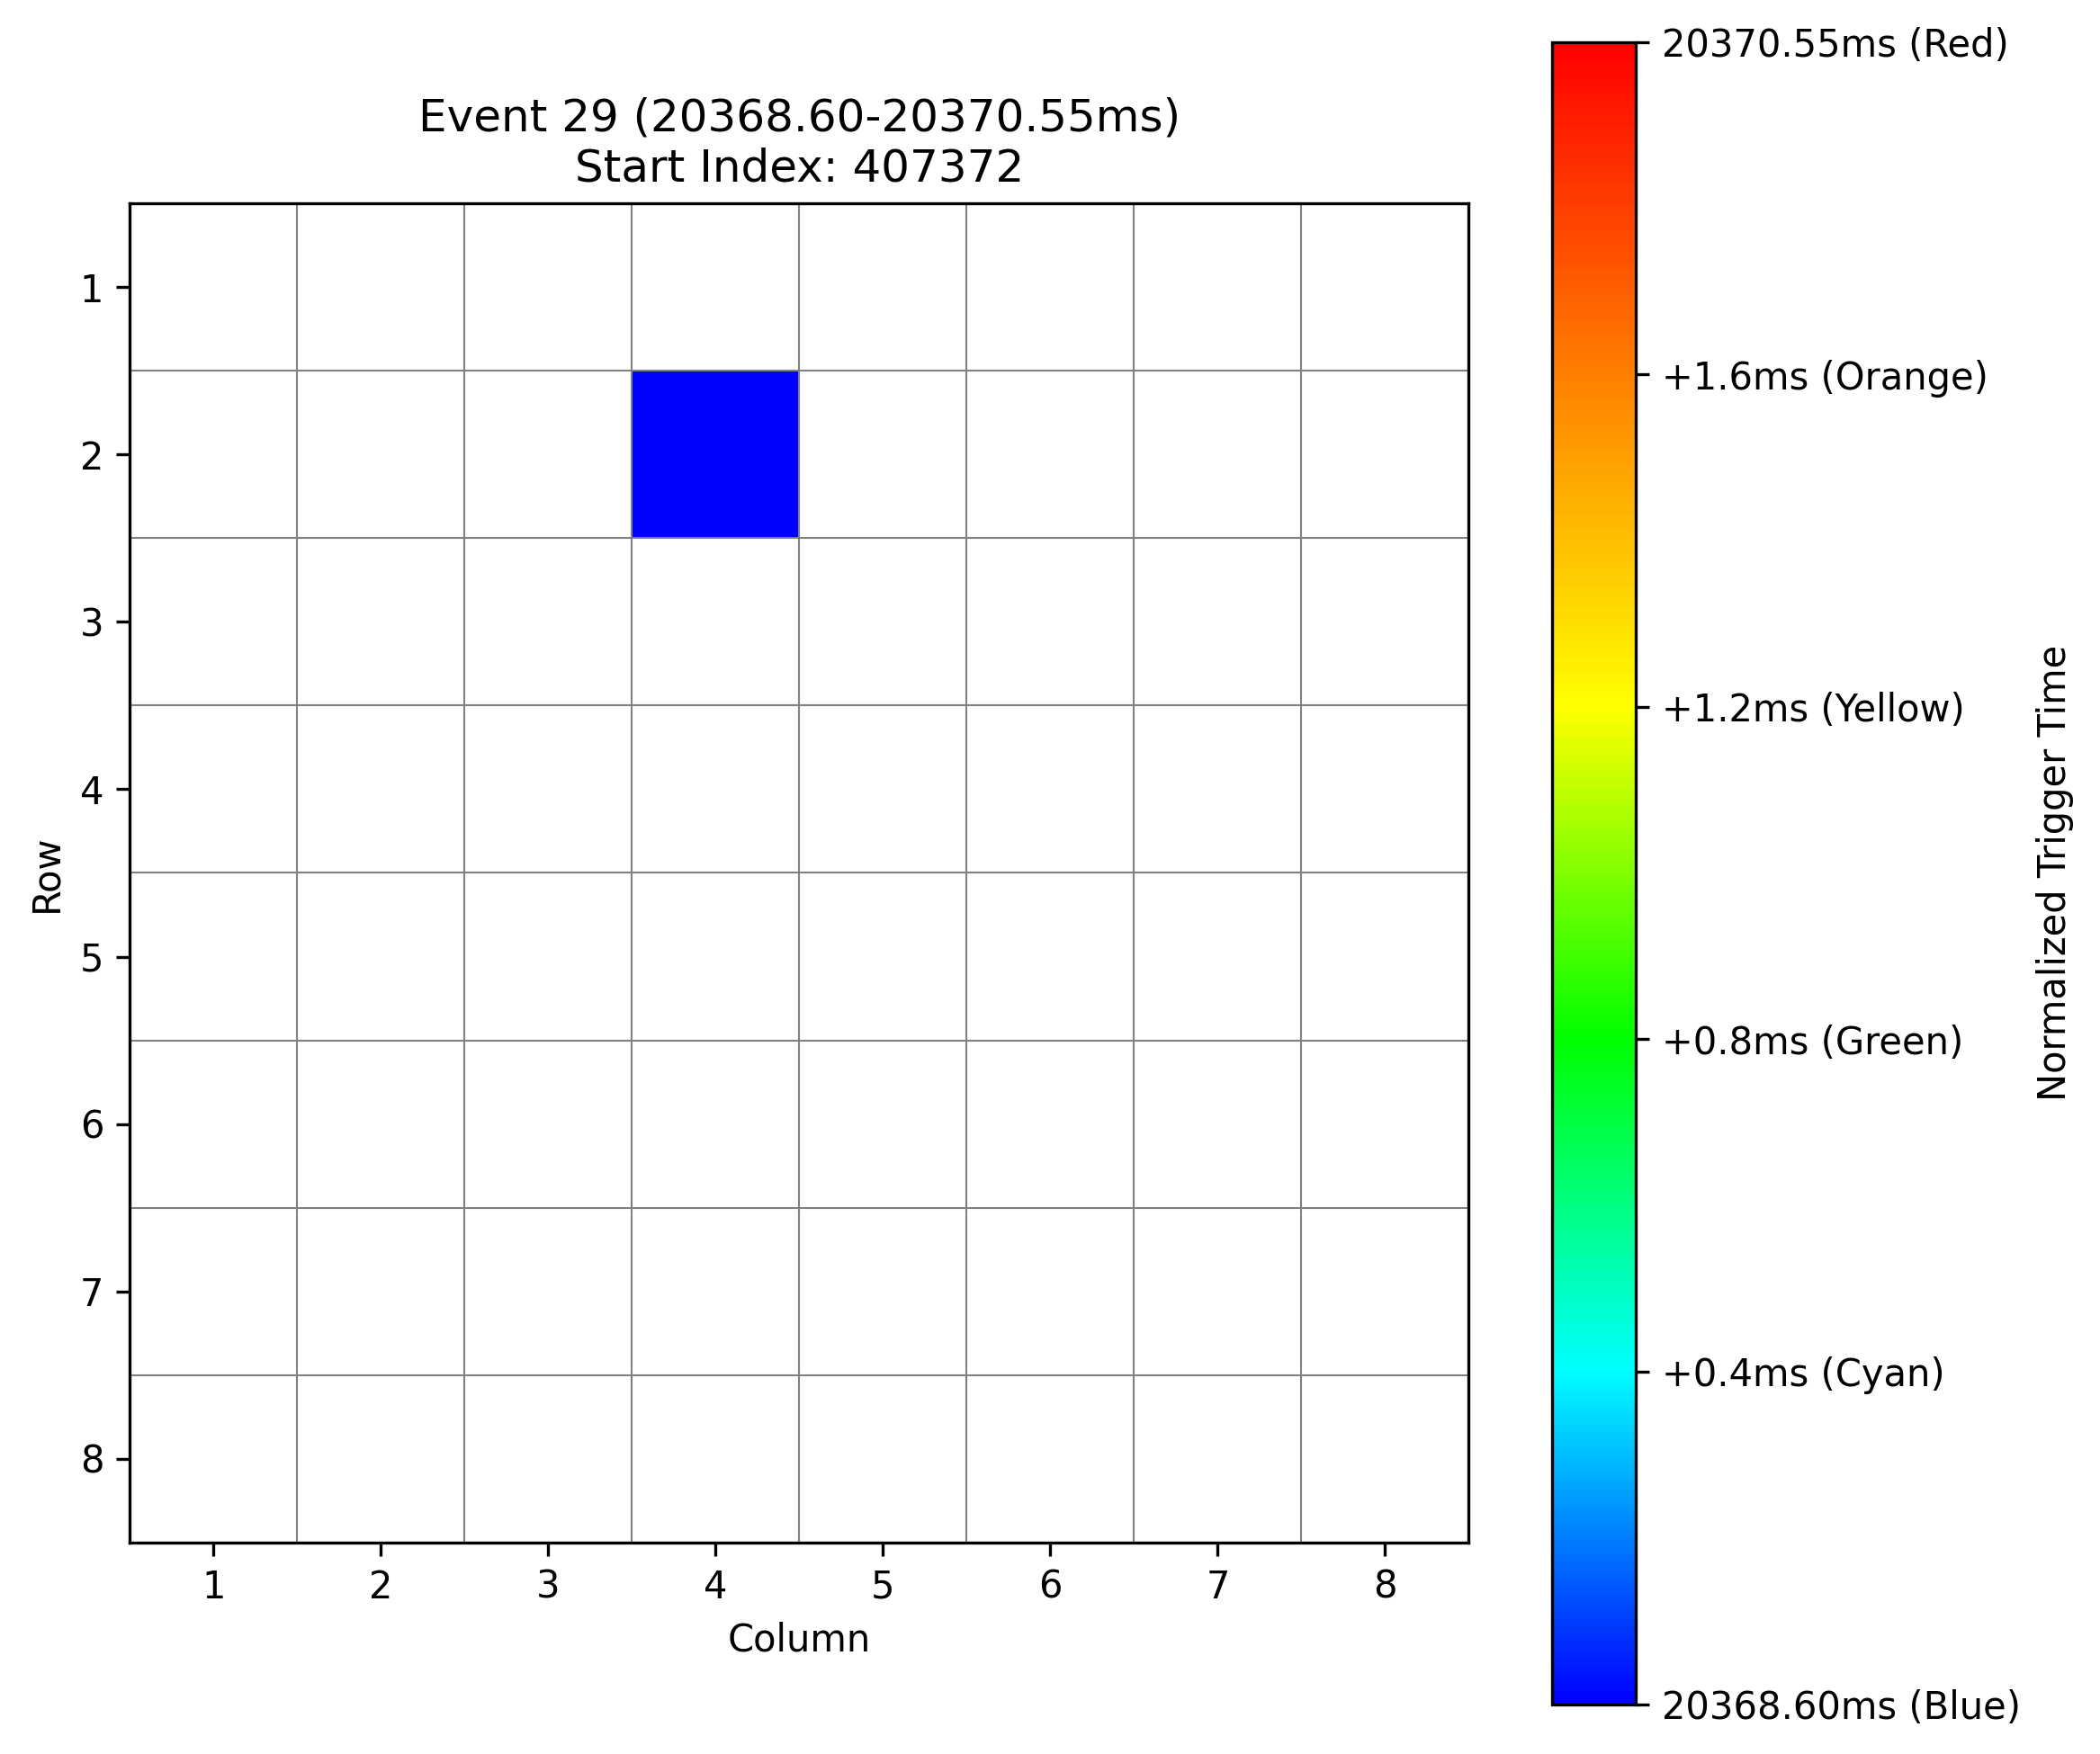 Event 29 (20368.60-20370.55ms)
Start Index: 407372
Row
1
2
3
4
5
6
7
8
1 2 3 4 5 6 7 8
Column
20370.55ms (Red)
+1.6ms (Orange)
+1.2ms (Yellow)
+0.8ms (Green)
+0.4ms (Cyan)
20368.60ms (Blue)
Normalized Trigger Time